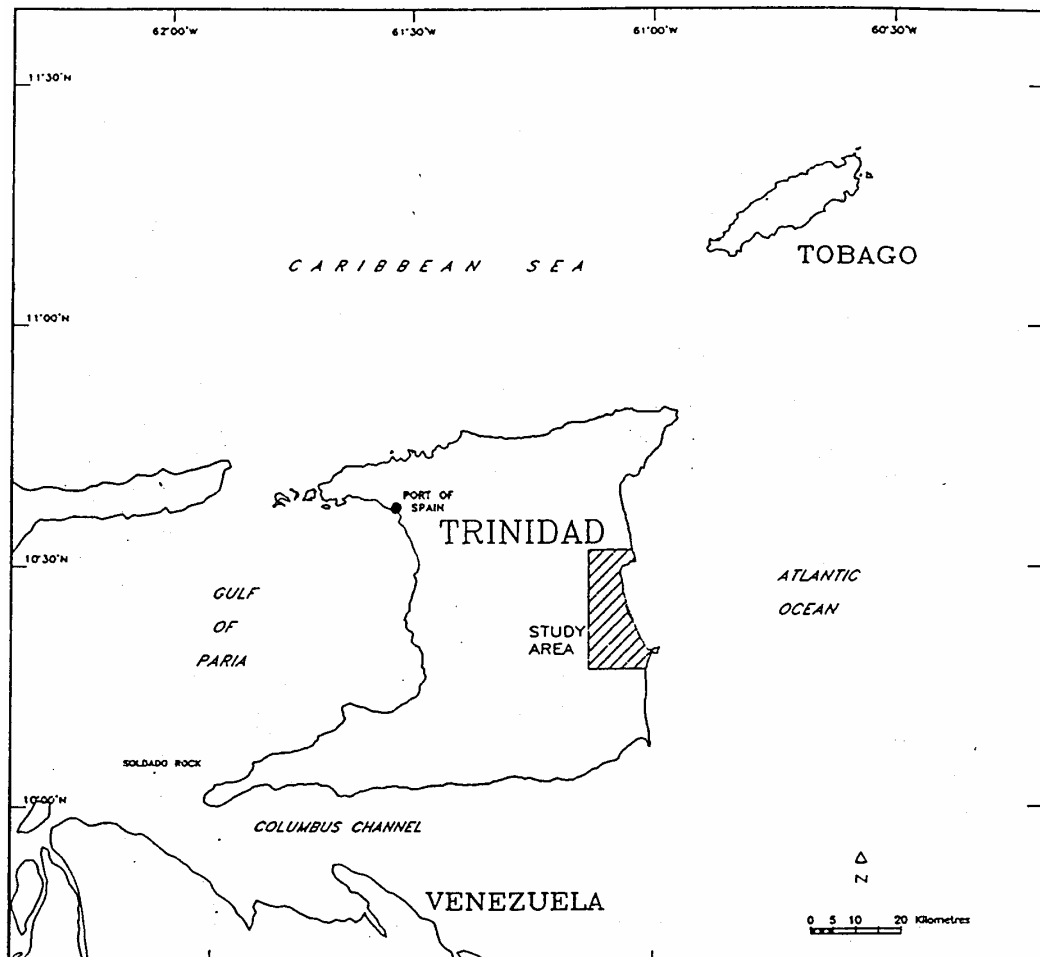 62°00'W
61°30'W
61°00'W
60°30'W
11°30'N
TOBAGO
CARIBBEAN SEA
11°00'N
PORT OF
SPAIN
TRINIDAD
10°30'N
ATLANTIC
OCEAN
GULF
OF
PARIA
STUDY
AREA
SOLDADO ROCK
10°00'N
COLUMBUS CHANNEL
VENEZUELA
N
0 5 10 20 Kilometres